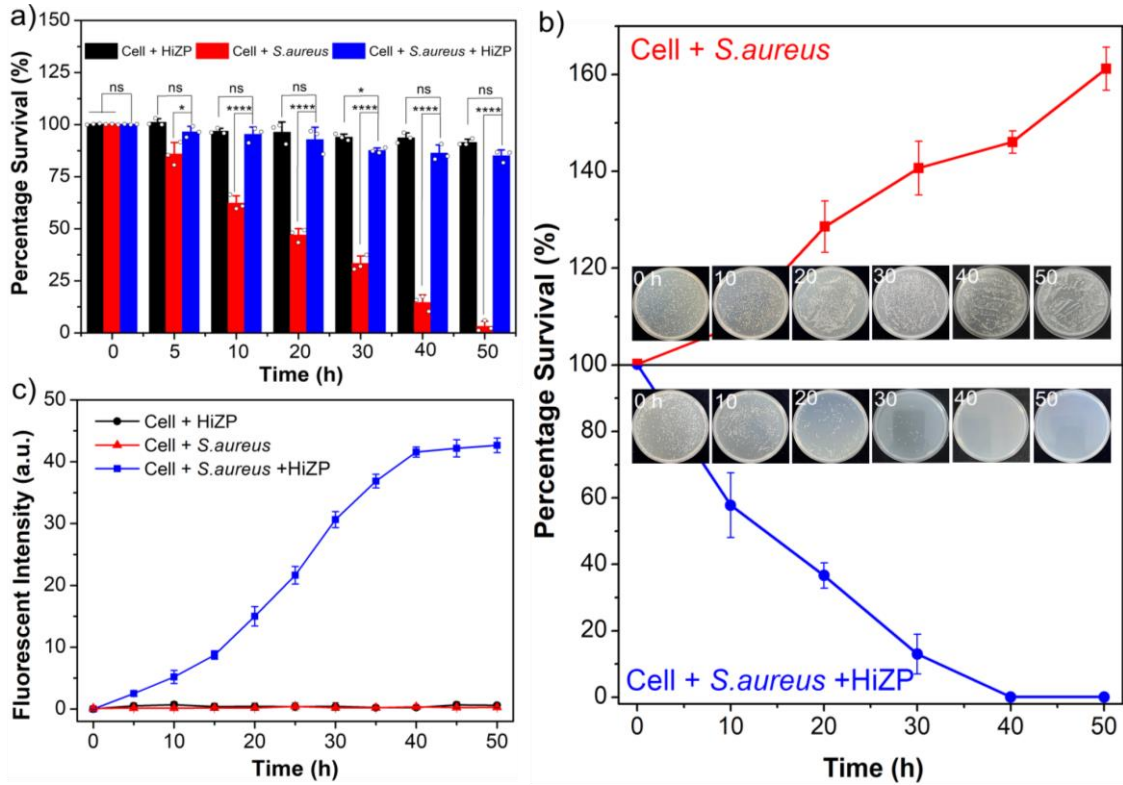 a)
150
125
100
75
50
25
0
Percentage Survival (%)
Cell + HiZP
Cell + S.aureus
Cell + S.aureus + HiZP
ns
ns
ns
ns
*
ns
ns
*
****
****
****
****
****
0 5 10 20 30 40 50
Time (h)
b)
Cell + S.aureus
160
140
120
100
80
60
40
20
0
Percentage Survival (%)
0 h 10 20 30 40 50
0 h 10 20 30 40 50
Cell + S.aureus +HiZP
0 10 20 30 40 50
Time (h)
c)
50
40
30
20
10
0
Fluorescent Intensity (a.u.)
Cell + HiZP
Cell + S.aureus
Cell + S.aureus +HiZP
0 10 20 30 40 50
Time (h)